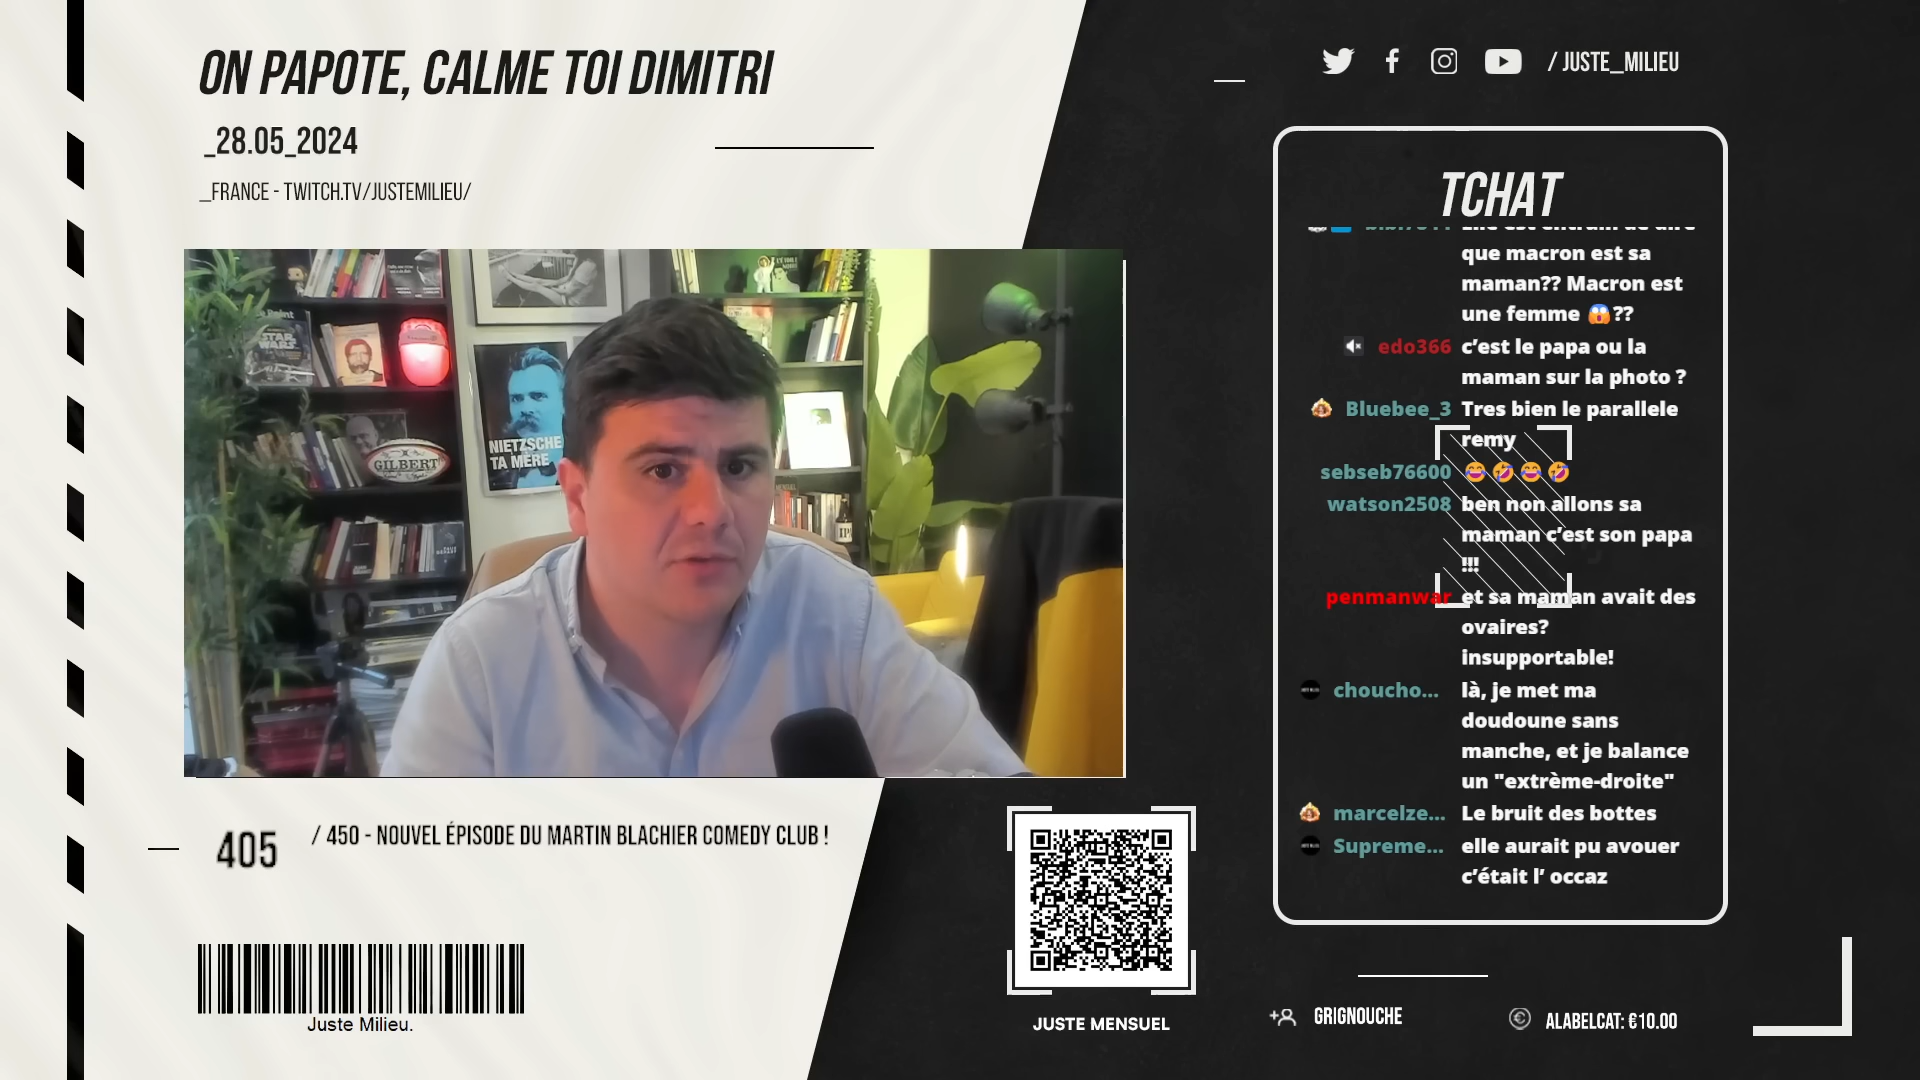 ON PAPOTE, CALME TOI DIMITRI
_28.05_2024
_FRANCE - TWITCH.TV/JUSTEMILIEU/
/ JUSTE_MILIEU
TCHAT
que macron est sa
maman?? Macron est
une femme 😱??
edo366 c’est le papa ou la
maman sur la photo ?
Bluebee_3 Tres bien le parallele
remy
sebseb76600 😂🤣😂🤣
watson2508 ben non allons sa
maman c’est son papa
!!!
penmanwar et sa maman avait des
ovaires?
insupportable!
choucho... là, je met ma
doudoune sans
manche, et je balance
un "extrème-droite"
marcelze... Le bruit des bottes
Supreme... elle aurait pu avouer
c’était l’ occaz
STAR
WARS
GILBERT
NIETZSCHE
TA MÈRE
405
/ 450 - NOUVEL ÉPISODE DU MARTIN BLACHIER COMEDY CLUB !
Juste Milieu.
JUSTE MENSUEL
GRIGNOUCHE
ALABELCAT: €10.00